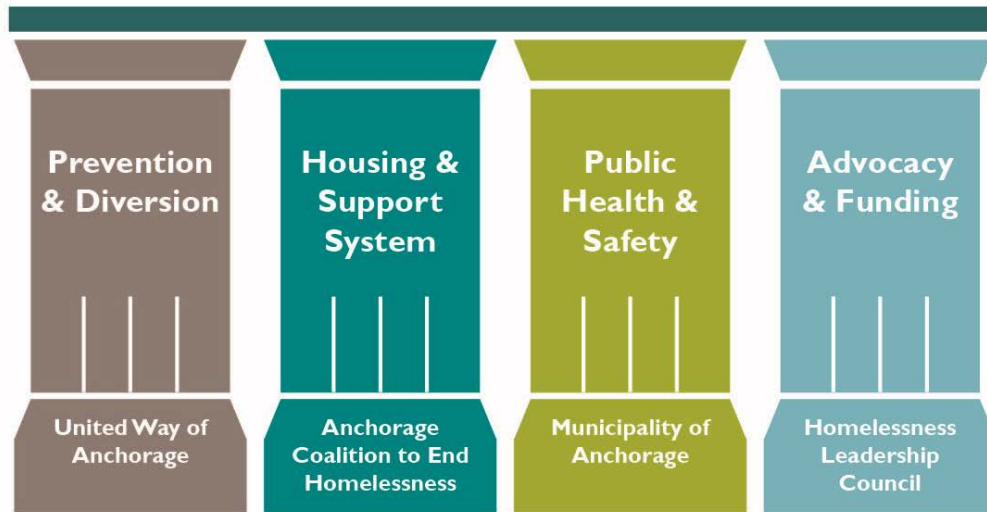 Prevention
& Diversion
Housing &
Support
System
Public
Health &
Safety
Advocacy
& Funding
United Way of
Anchorage
Anchorage
Coalition to End
Homelessness
Municipality of
Anchorage
Homelessness
Leadership
Council